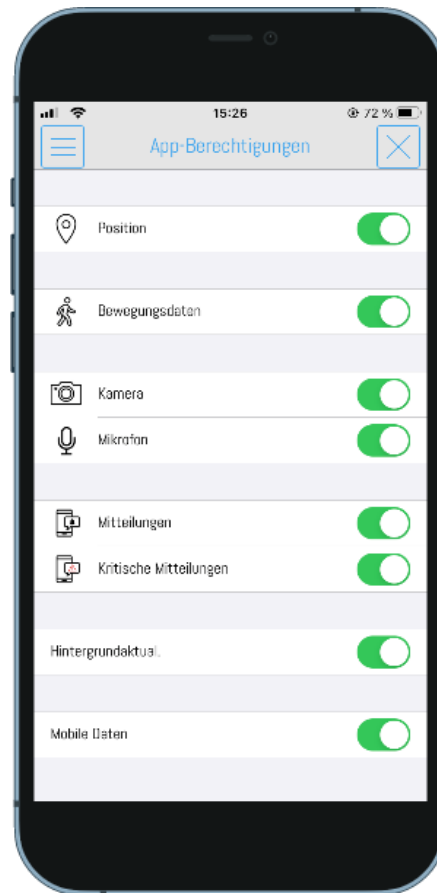 15:26
72 %
App-Berechtigungen
Position
Bewegungsdaten
Kamera
Mikrofon
Mitteilungen
Kritische Mitteilungen
Hintergrundaktual.
Mobile Daten